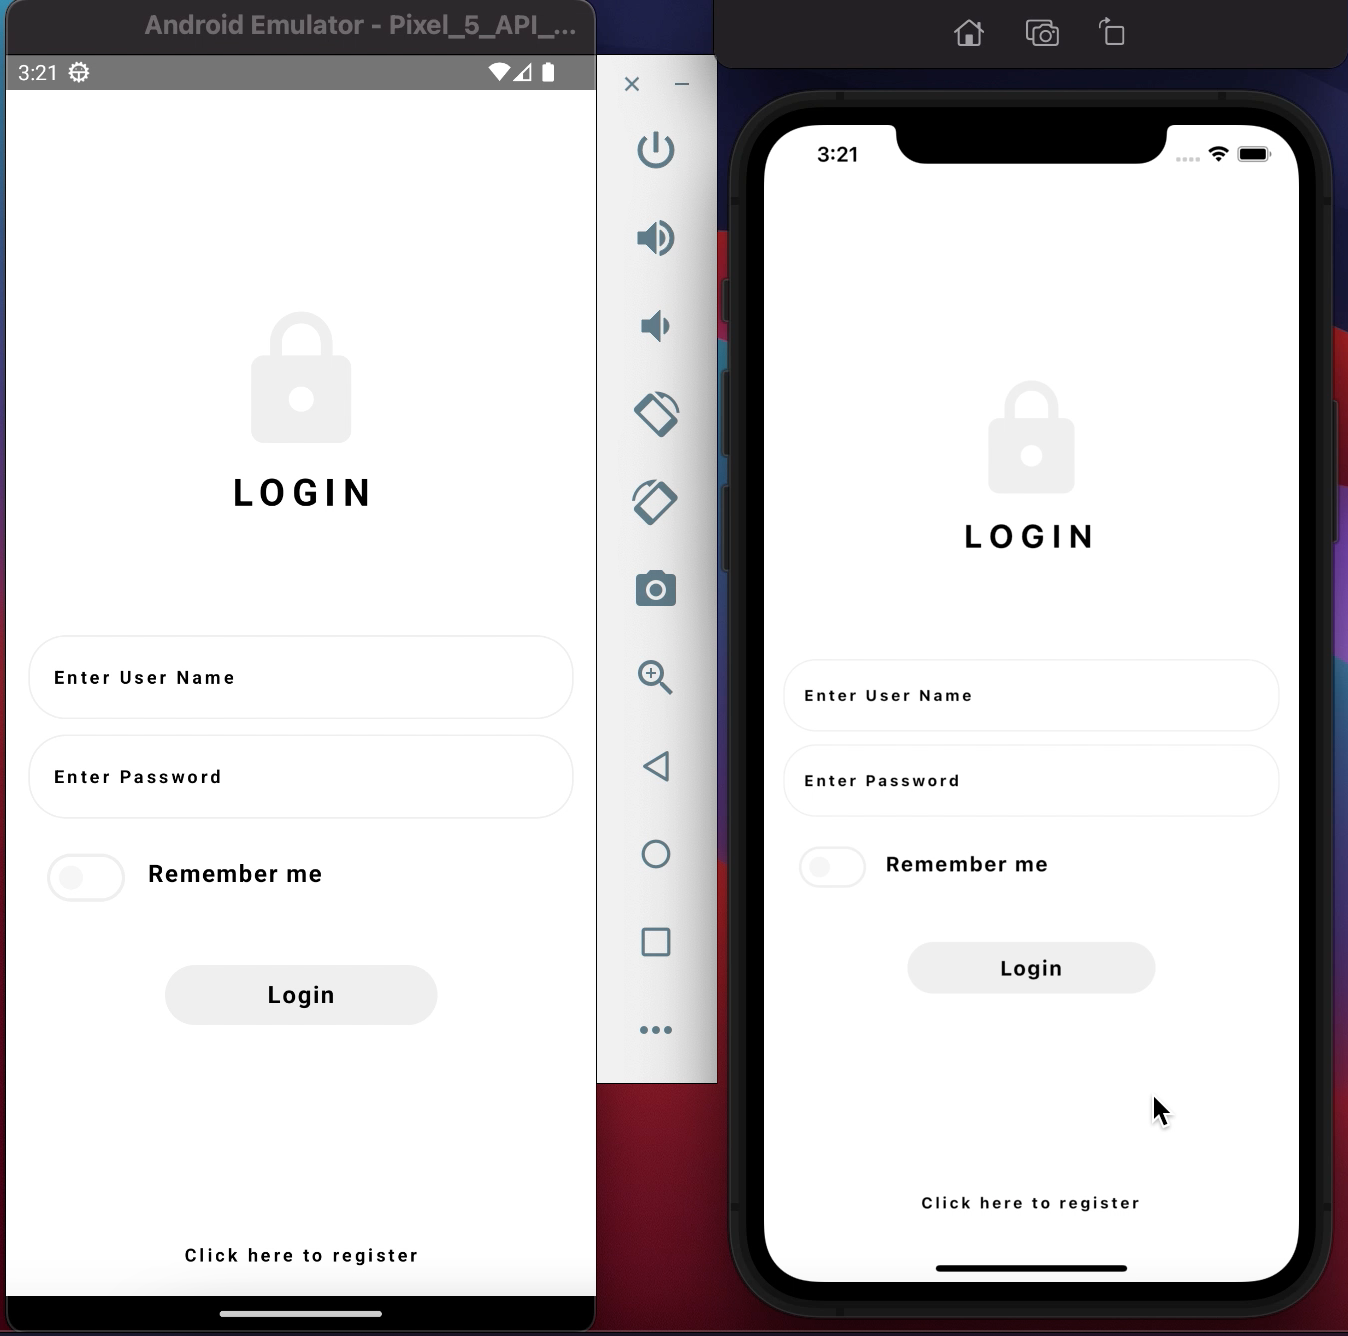 Android Emulator - Pixel_5_API_...
3:21
LOGIN
Enter User Name
Enter Password
Remember me
Login
Click here to register
3:21
LOGIN
Enter User Name
Enter Password
Remember me
Login
Click here to register